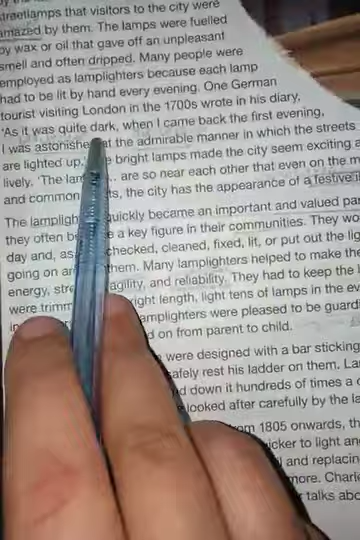 streetlamps that visitors to the city were
amazed by them. The lamps were fuelled
by wax or oil that gave off an unpleasant
smell and often dripped. Many people were
employed as lamplighters because each lamp
had to be lit by hand every evening. One German
tourist visiting London in the 1700s wrote in his diary,
'As it was quite dark, when I came back the first evening,
I was astonished at the admirable manner in which the streets
are lighted up,' bright lamps made the city seem exciting a
lively. 'The . are so near each other that even on the m
and common ts, the city has the appearance of a festive il
The lamplig quickly became an important and valued par
they often b e a key figure in their communities. They wo
day and, as checked, cleaned, fixed, lit, or put out the lig
going on ar them. Many lamplighters helped to make the
energy, stre agility, and reliability. They had to keep the l
were trimm right length, light tens of lamps in the ev
in amplighters were pleased to be guardi
d on from parent to child.
were designed with a bar sticking
safely rest his ladder on them. La
d down it hundreds of times a
looked after carefully by the la
rom 1805 onwards, th
icker to light an
l and replacin
more. Charl
r talks abo